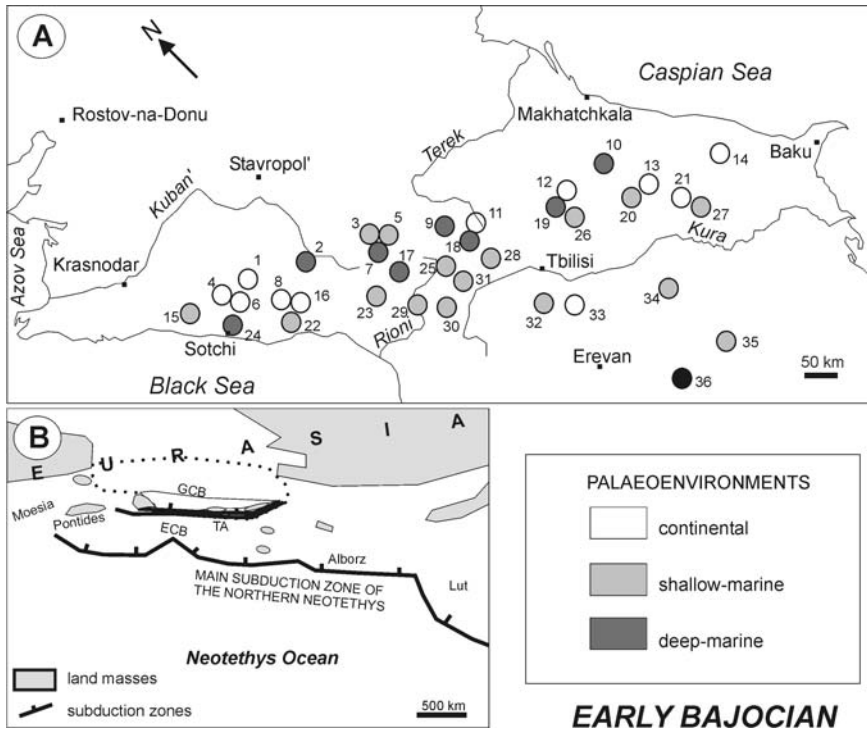 A
N
Caspian Sea
Rostov-na-Donu
Makhatchkala
Terek
Stavropol'
Baku
Kuban'
Azov Sea
Krasnodar
Kura
Tbilisi
Rioni
Sotchi
Erevan
Black Sea
50 km
1
2
3
4
5
6
7
8
9
10
11
12
13
14
15
16
17
18
19
20
21
22
23
24
25
26
27
28
29
30
31
32
33
34
35
36
B
E U R A S I A
GCB
Moesia
Pontides
TA
ECB
Alborz
Lut
MAIN SUBDUCTION ZONE OF
THE NORTHERN NEOTETHYS
Neotethys Ocean
land masses
subduction zones
500 km
PALAEOENVIRONMENTS
continental
shallow-marine
deep-marine
EARLY BAJOCIAN